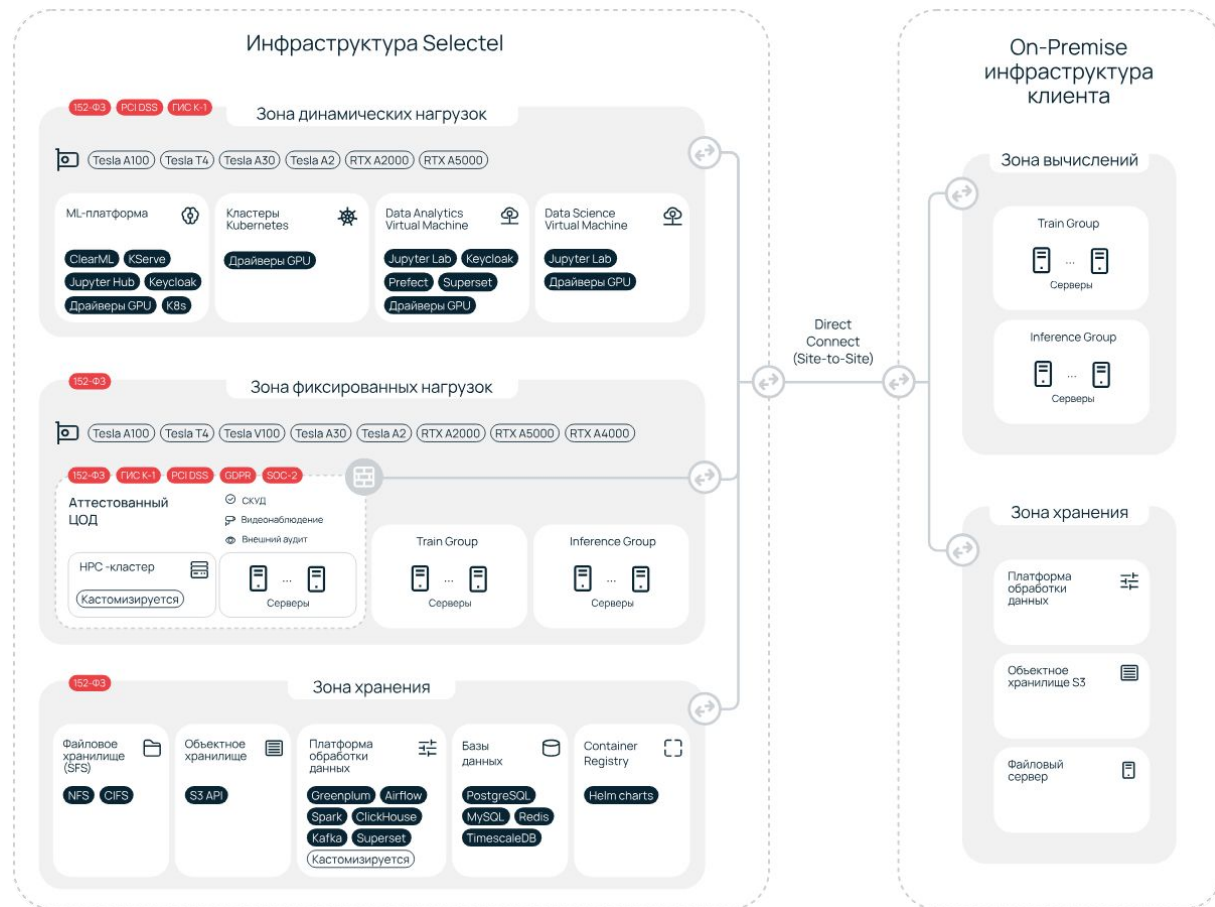 Инфраструктура Selectel
152-ФЗ PCI DSS ГИС К-1
Зона динамических нагрузок
Tesla A100 Tesla T4 Tesla A30 Tesla A2 RTX A2000 RTX A5000
ML-платформа
ClearML KServe
Jupyter Hub Keycloak
Драйверы GPU K8s
Кластеры
Kubernetes
Драйверы GPU
Data Analytics
Virtual Machine
Jupyter Lab Keycloak
Prefect Superset
Драйверы GPU
Data Science
Virtual Machine
Jupyter Lab
Драйверы GPU
152-ФЗ
Зона фиксированных нагрузок
Tesla A100 Tesla T4 Tesla V100 Tesla A30 Tesla A2 RTX A2000 RTX A5000 RTX A4000
152-ФЗ ГИС К-1 PCI DSS GDPR SOC-2
Аттестованный
ЦОД
СКУД
Видеонаблюдение
Внешний аудит
HPC -кластер
Кастомизируется
...
Серверы
Train Group
...
Серверы
Inference Group
...
Серверы
152-ФЗ
Зона хранения
Файловое
хранилище
(SFS)
NFS CIFS
Объектное
хранилище
S3 API
Платформа
обработки
данных
Greenplum Airflow
Spark ClickHouse
Kafka Superset
Кастомизируется
Базы
данных
PostgreSQL
MySQL Redis
TimescaleDB
Container
Registry
Helm charts
Direct
Connect
(Site-to-Site)
On-Premise
инфраструктура
клиента
Зона вычислений
Train Group
...
Серверы
Inference Group
...
Серверы
Зона хранения
Платформа
обработки
данных
Объектное
хранилище S3
Файловый
сервер